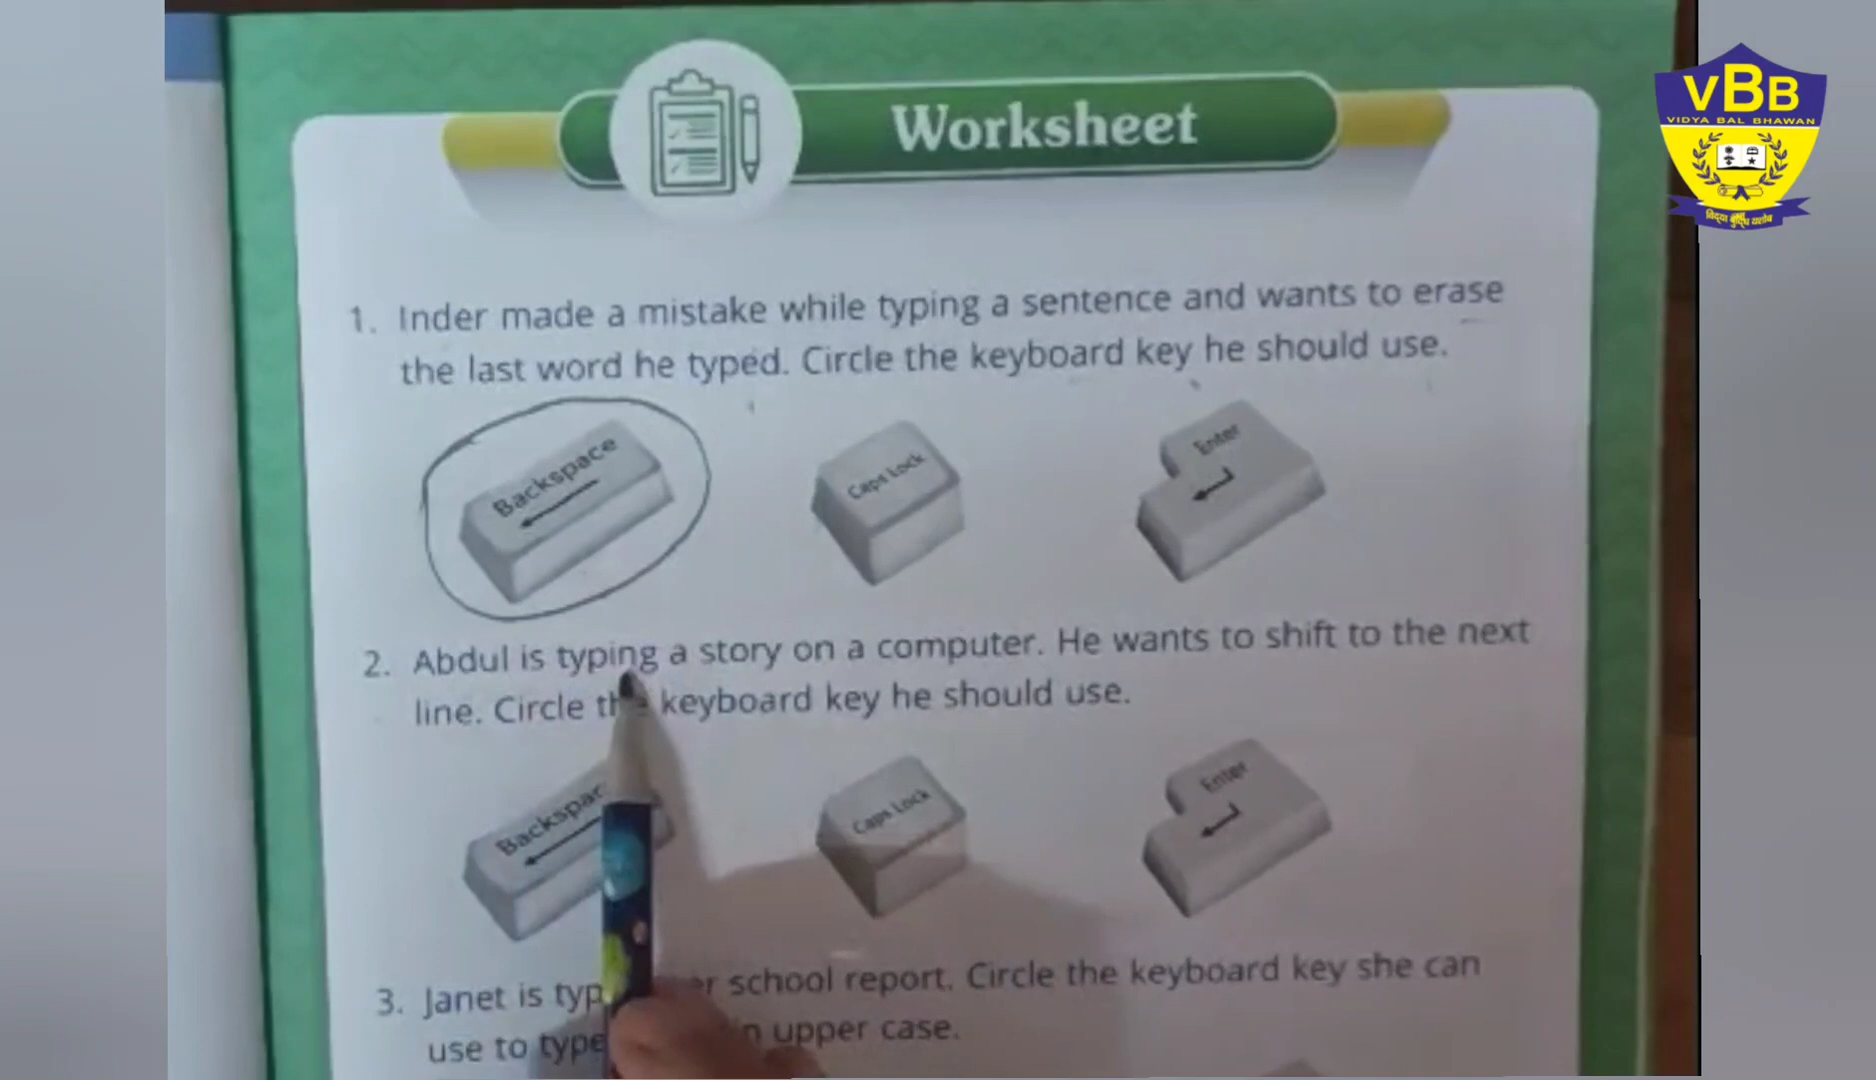 Worksheet
VBB
VIDYA BAL BHAWAN
1. Inder made a mistake while typing a sentence and wants to erase
the last word he typed. Circle the keyboard key he should use.
Backspace
Caps Lock
Enter
2. Abdul is typing a story on a computer. He wants to shift to the next
line. Circle the keyboard key he should use.
Backspac
Caps Lock
Enter
3. Janet is typ school report. Circle the keyboard key she can
use to type upper case.